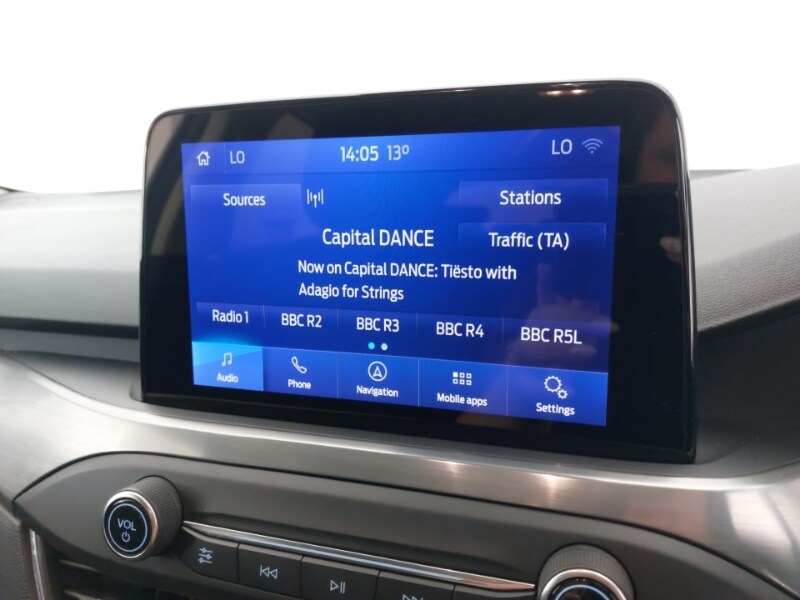 LO 14:05 13° LO
Sources Stations
Capital DANCE Traffic (TA)
Now on Capital DANCE: Tiësto with
Adagio for Strings
Radio 1 BBC R2 BBC R3 BBC R4 BBC R5L
Audio Phone Navigation Mobile apps Settings
VOL